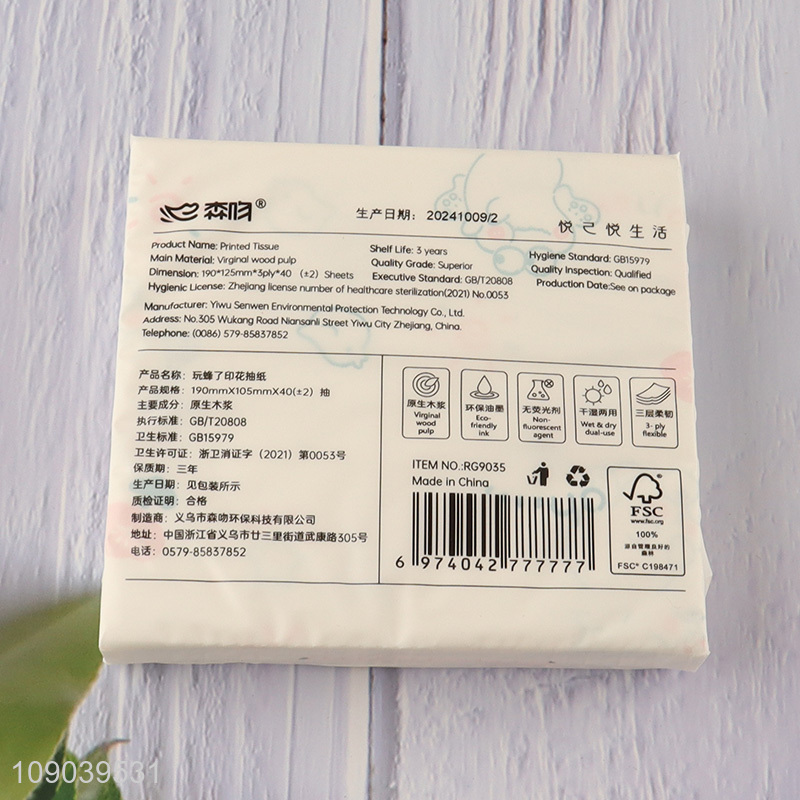 森吻®
生产日期： 20241009/2
悦己悦生活
Product Name: Printed Tissue
Main Material: Virginal wood pulp
Dimension: 190*125mm*3ply*40 (±2) Sheets
Shelf Life: 3 years
Quality Grade: Superior
Executive Standard: GB/T20808
Hygiene Standard: GB15979
Quality Inspection: Qualified
Production Date:See on package
Hygienic License: Zhejiang license number of healthcare sterilization(2021) No.0053
Manufacturer: Yiwu Senwen Environmental Protection Technology Co., Ltd.
Address: No.305 Wukang Road Niansanli Street Yiwu City Zhejiang, China.
Telephone: (0086) 579-85837852
产品名称：玩蜂了印花抽纸
产品规格：190mmX105mmX40(±2) 抽
主要成分：原生木浆
执行标准：GB/T20808
卫生标准：GB15979
卫生许可证：浙卫消证字（2021）第0053号
保质期：三年
生产日期：见包装所示
质检证明：合格
制造商：义乌市森吻环保科技有限公司
地址：中国浙江省义乌市廿三里街道武康路305号
电话：0579-85837852
原生木浆
Virginal
wood
pulp
环保油墨
Eco-
friendly
ink
无荧光剂
Non-
fluorescent
agent
干湿两用
Wet & dry
dual-use
三层柔韧
3- ply
flexible
ITEM NO.:RG9035
Made in China
6 974042 777777
FSC
www.fsc.org
100%
源自管理良好的
森林
FSC® C198471
109039531